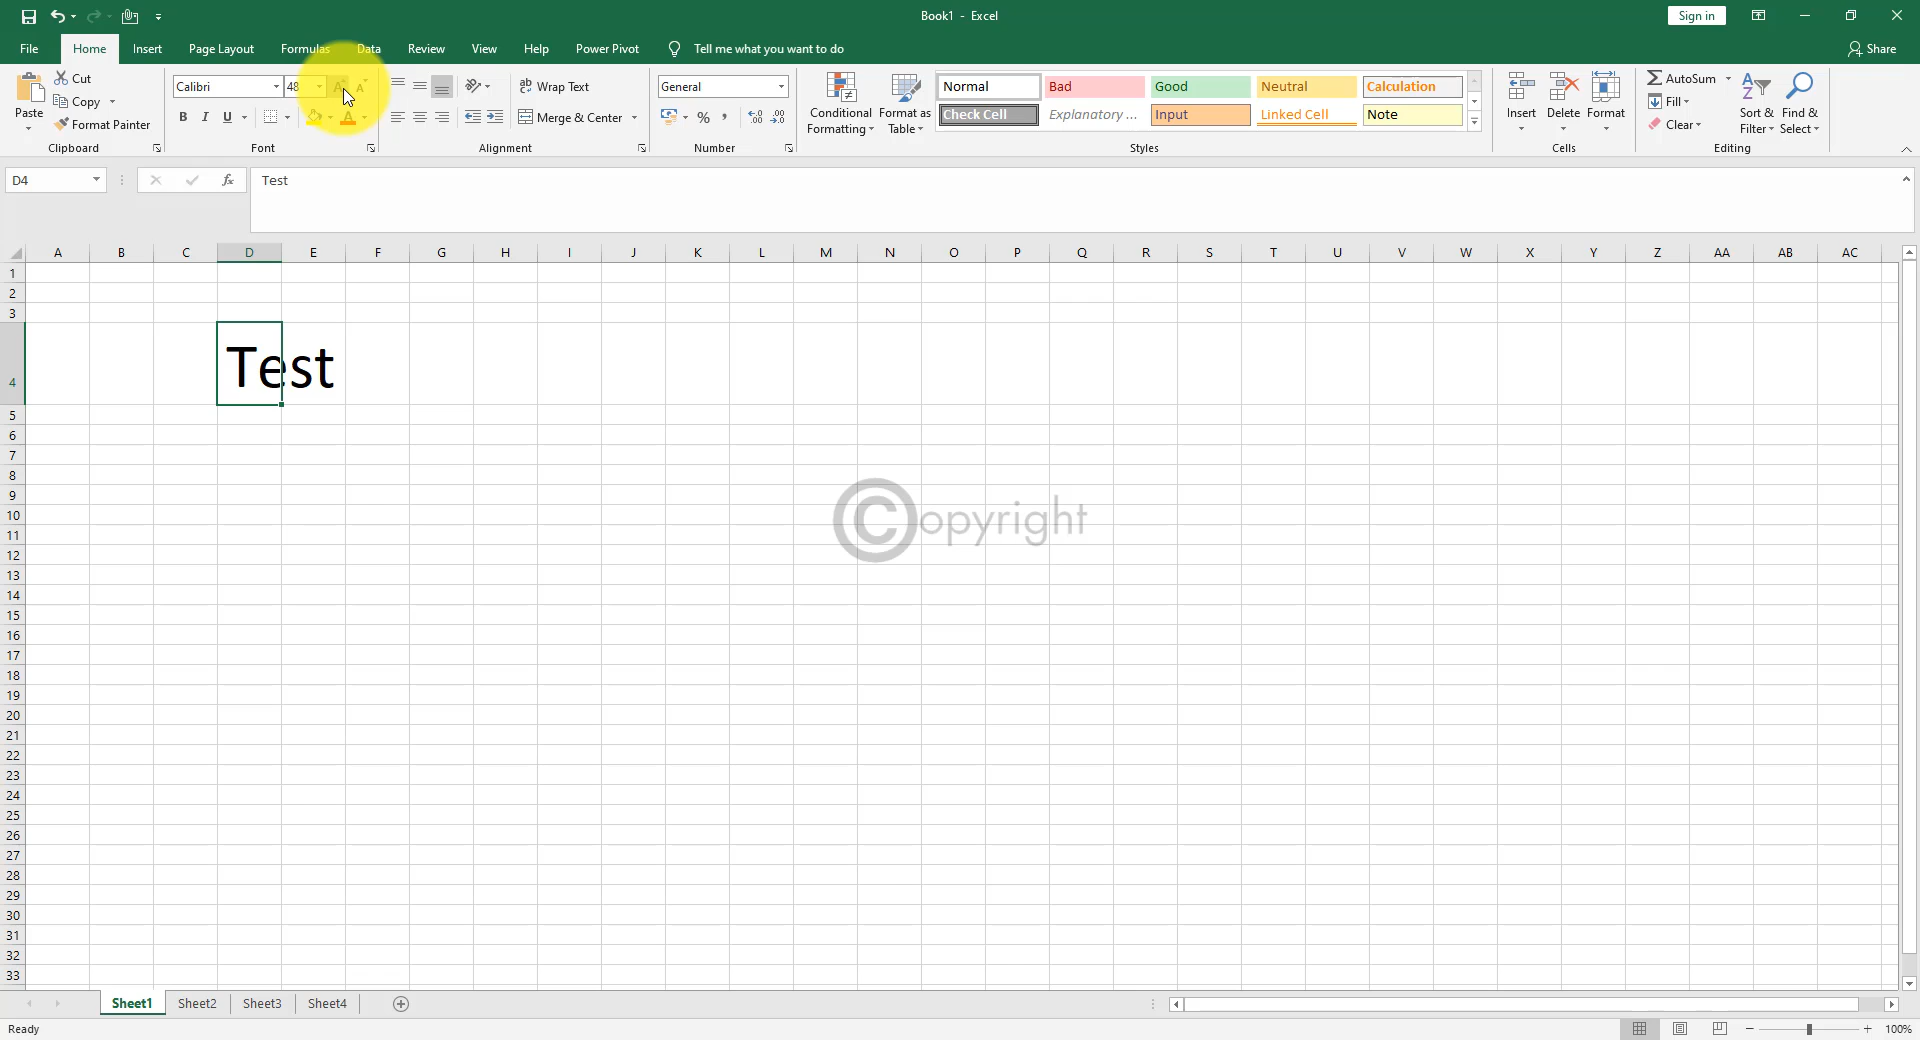 Book1 - Excel
Sign in
File Home Insert Page Layout Formulas Data Review View Help Power Pivot Tell me what you want to do Share
Paste
Cut
Copy
Format Painter
Clipboard
Calibri 48
B I U
Font
Wrap Text
Merge & Center
Alignment
General
%
Number
Conditional Formatting
Format as Table
Normal Bad Good Neutral Calculation
Check Cell Explanatory ... Input Linked Cell Note
Styles
Insert Delete Format
Cells
AutoSum
Fill
Clear
Sort & Filter
Find & Select
Editing
D4 fx Test
A B C D E F G H I J K L M N O P Q R S T U V W X Y Z AA AB AC
1
2
3
4 Test
5
6
7
8
9
10
11
12
13
14
15
16
17
18
19
20
21
22
23
24
25
26
27
28
29
30
31
32
33
©opyright
Sheet1 Sheet2 Sheet3 Sheet4
Ready 100%